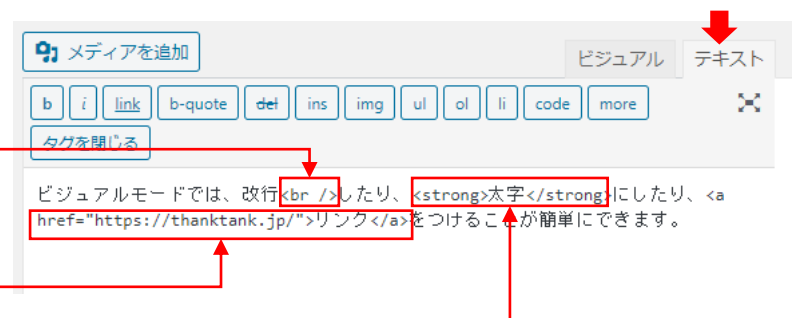 メディアを追加
ビジュアル テキスト
b i link b-quote del ins img ul ol li code more
タグを閉じる
ビジュアルモードでは、改行<br />したり、<strong>太字</strong>にしたり、<a
href="https://thanktank.jp/">リンク</a>をつけることが簡単にできます。